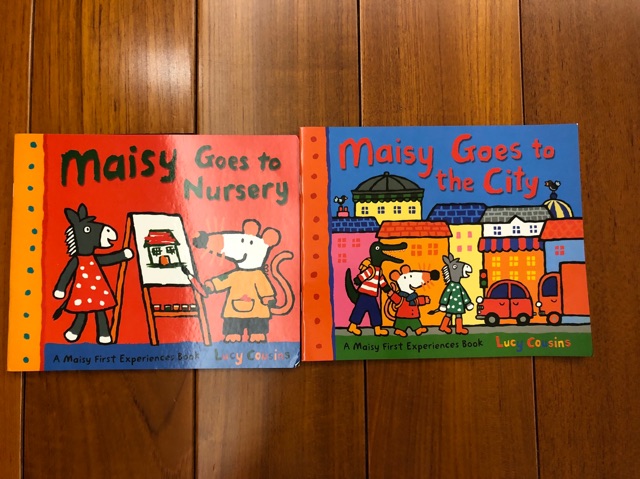 Maisy Goes to
Nursery
A Maisy First Experiences Book Lucy Cousins
Maisy Goes to
the City
A Maisy First Experiences Book Lucy Cousins